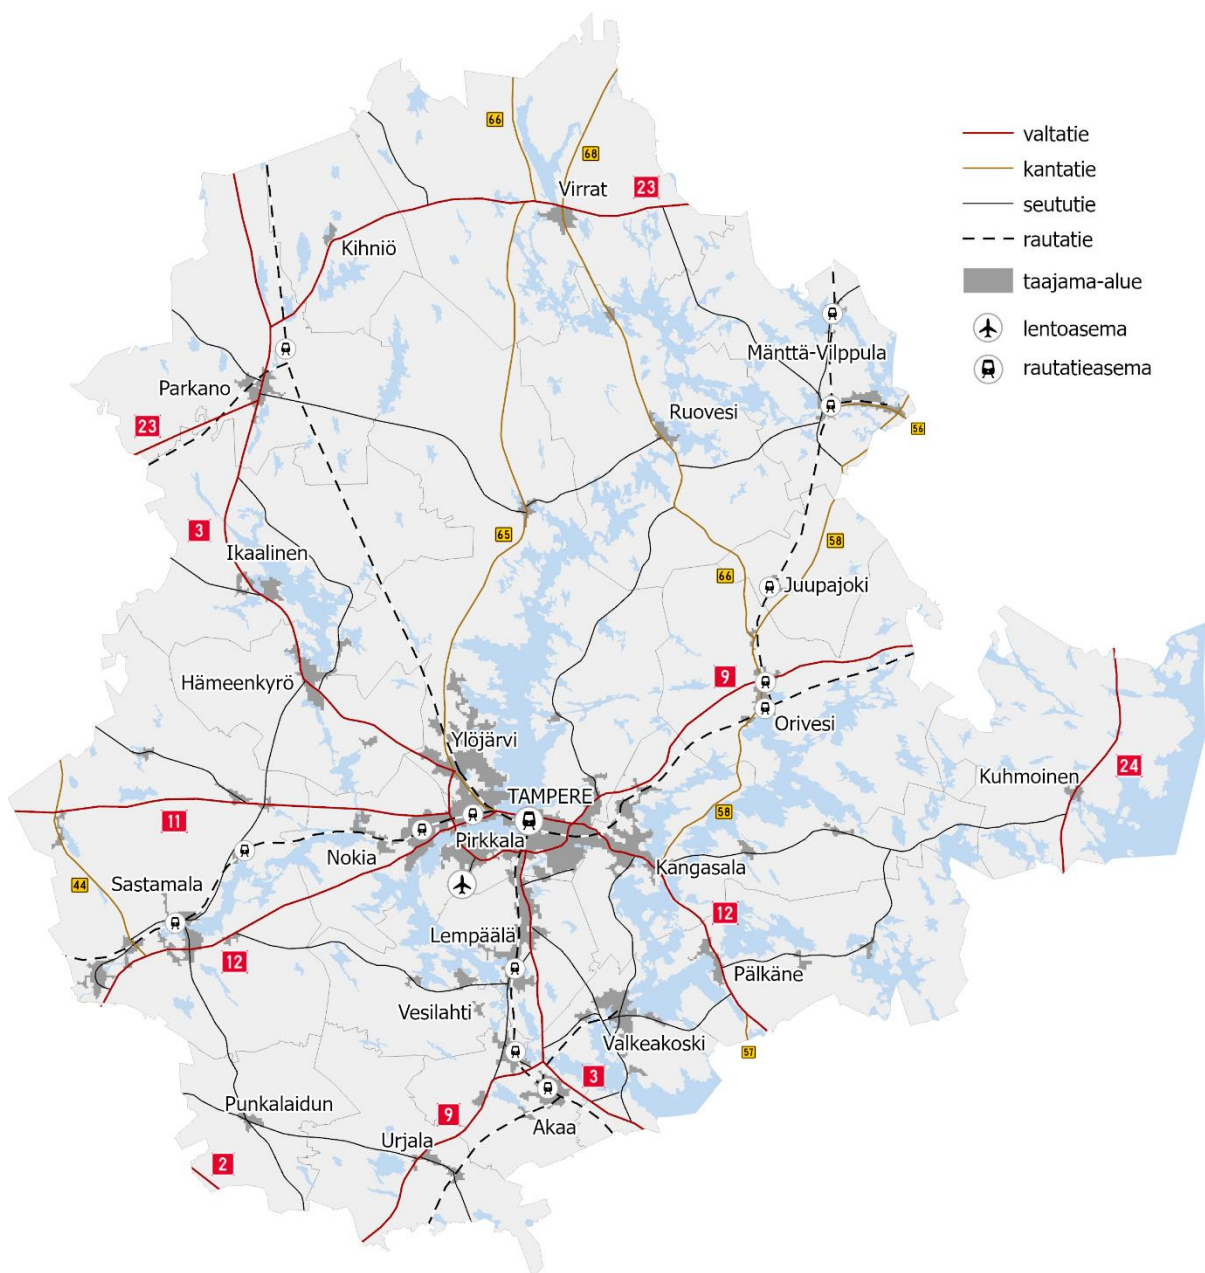 66
68
Virrat
23
Kihniö
valtatie
kantatie
seututie
rautatie
taajama-alue
lentoasema
rautatieasema
Mänttä-Vilppula
Parkano
23
Ruovesi
56
3
65
58
Ikaalinen
66
Juupajoki
Hämeenkyrö
9
Orivesi
Ylöjärvi
Kuhmoinen
24
TAMPERE
11
58
Nokia
Pirkkala
Kangasala
44
Sastamala
12
Lempäälä
12
Pälkäne
Vesilahti
Valkeakoski
57
3
Punkalaidun
9
Akaa
Urjala
2